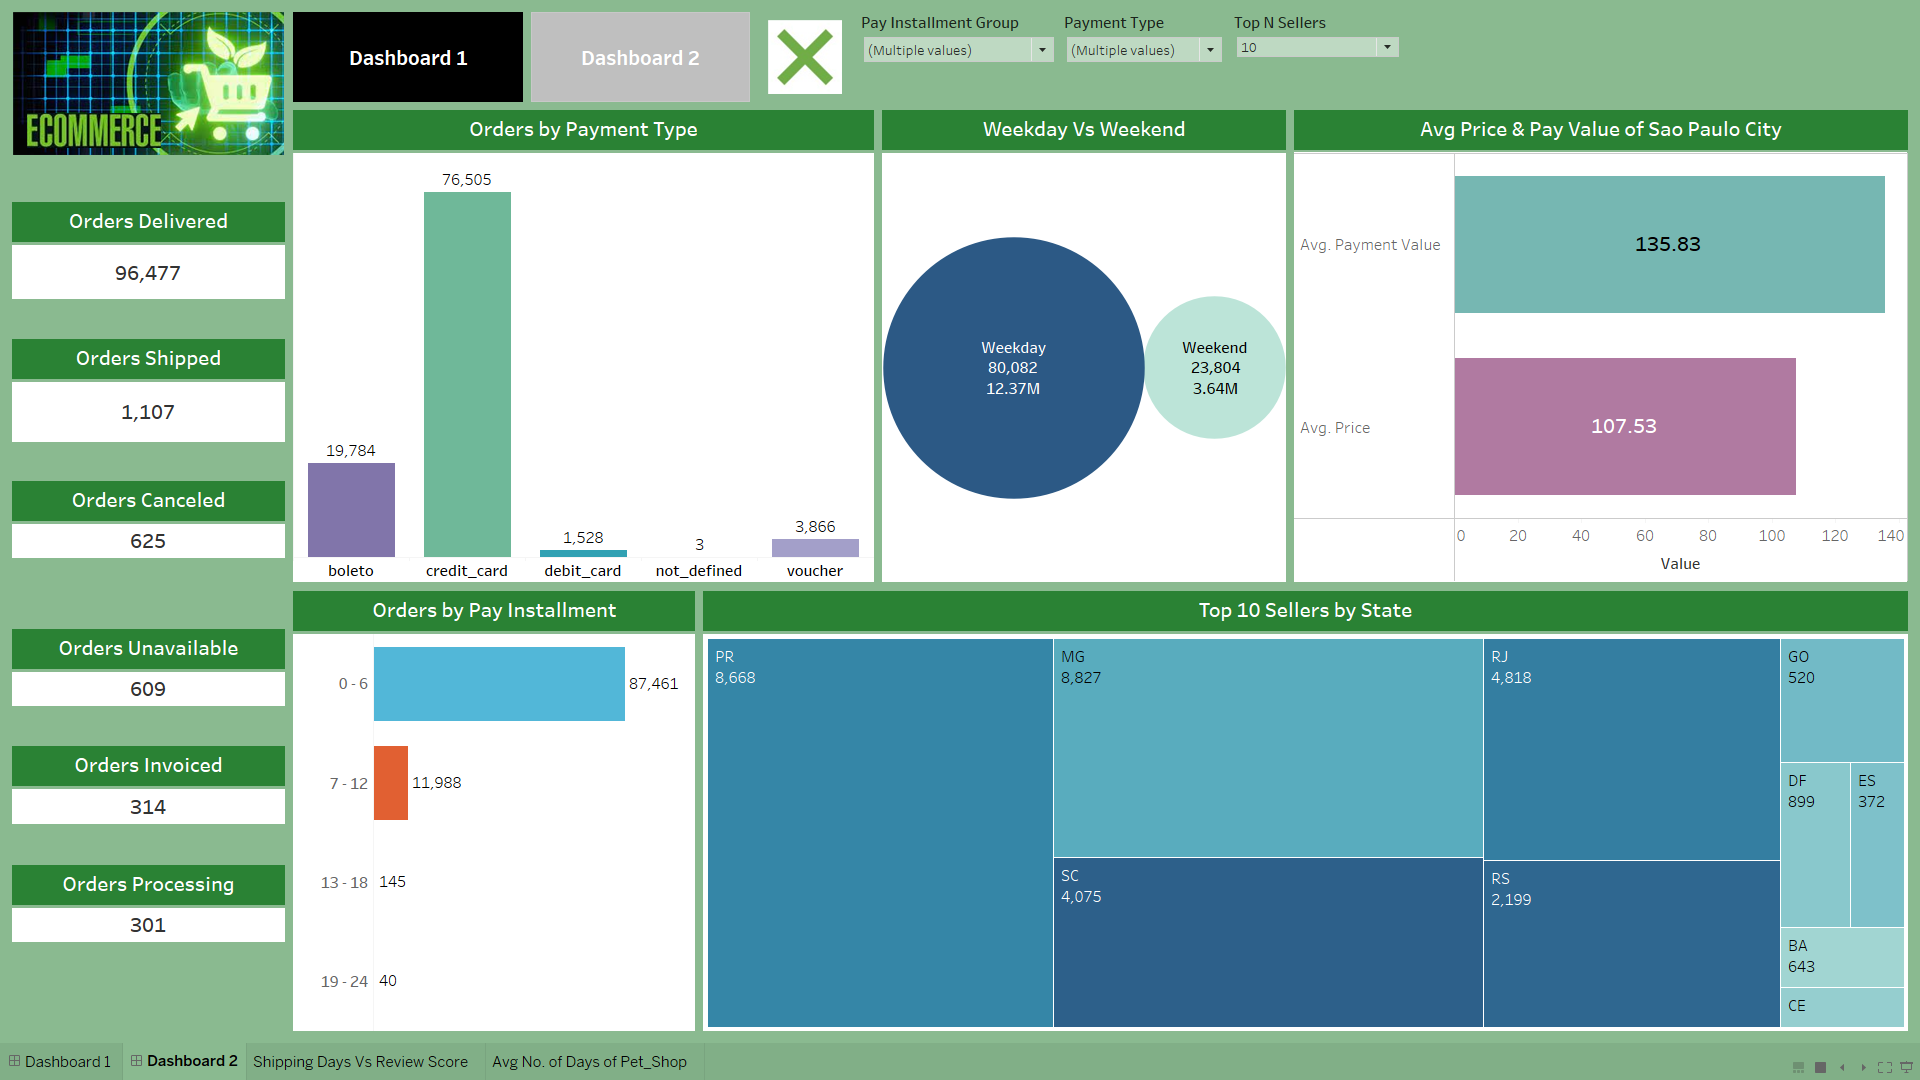 ECOMMERCE
Dashboard 1
Dashboard 2
Pay Installment Group
(Multiple values)
Payment Type
(Multiple values)
Top N Sellers
10
Orders Delivered
96,477
Orders Shipped
1,107
Orders Canceled
625
Orders Unavailable
609
Orders Invoiced
314
Orders Processing
301
Orders by Payment Type
76,505
19,784
1,528
3
3,866
boleto
credit_card
debit_card
not_defined
voucher
Weekday Vs Weekend
Weekday
80,082
12.37M
Weekend
23,804
3.64M
Avg Price & Pay Value of Sao Paulo City
Avg. Payment Value
135.83
Avg. Price
107.53
0 20 40 60 80 100 120 140
Value
Orders by Pay Installment
0 - 6
87,461
7 - 12
11,988
13 - 18
145
19 - 24
40
Top 10 Sellers by State
PR
8,668
MG
8,827
SC
4,075
RJ
4,818
RS
2,199
GO
520
DF
899
ES
372
BA
643
CE
Dashboard 1
Dashboard 2
Shipping Days Vs Review Score
Avg No. of Days of Pet_Shop